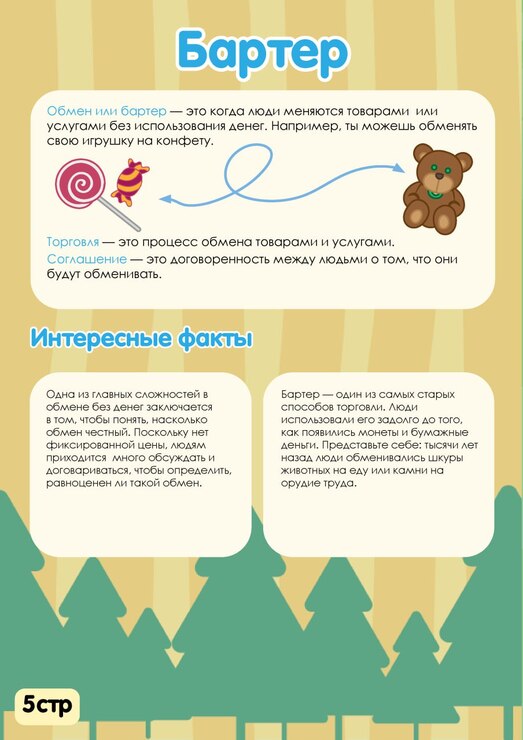 Бартер
Обмен или бартер — это когда люди меняются товарами или
услугами без использования денег. Например, ты можешь обменять
свою игрушку на конфету.
Торговля — это процесс обмена товарами и услугами.
Соглашение — это договоренность между людьми о том, что они
будут обменивать.
Интересные факты
Одна из главных сложностей в
обмене без денег заключается
в том, чтобы понять, насколько
обмен честный. Поскольку нет
фиксированной цены, людям
приходится много обсуждать и
договариваться, чтобы определить,
равноценен ли такой обмен.
Бартер — один из самых старых
способов торговли. Люди
использовали его задолго до того,
как появились монеты и бумажные
деньги. Представьте себе: тысячи лет
назад люди обменивались шкуры
животных на еду или камни на
орудие труда.
5стр